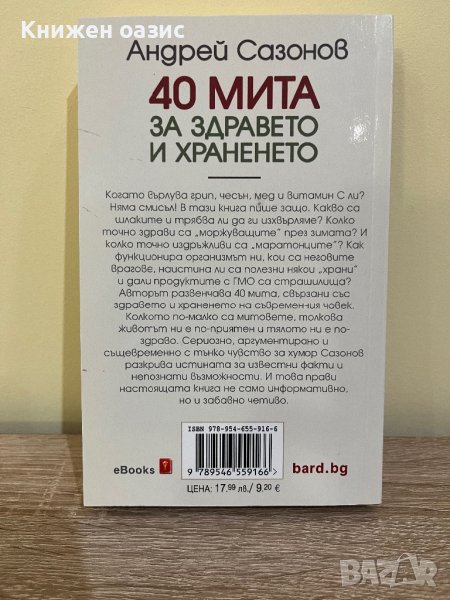 Книжен оазис
Андрей Сазонов
40 МИТА
ЗА ЗДРАВЕТО
И ХРАНЕНЕТО
Когато върлува грип, чесън, мед и витамин С ли?
Няма смисъл! В тази книга пише защо. Какво са
шлаките и трябва ли да ги изхвърляме? Колко
точно здрави са „моржуващите“ през зимата? И
колко точно издръжливи са „маратонците“? Как
функционира организмът ни, кои са неговите
врагове, наистина ли са полезни някои „храни“
и дали продуктите с ГМО са страшилища?
Авторът развенчава 40 мита, свързани със
здравето и храненето на съвременния човек.
Колкото по-малко са митовете, толкова
животът ни е по-приятен и тялото ни е по-
здраво. Сериозно, аргументирано и
същевременно с тънко чувство за хумор Сазонов
разкрива истината за известни факти и
непознати възможности. И това прави
настоящата книга не само информативно,
но и забавно четиво.
ISBN 978-954-655-916-6
eBooks
9 789546 559166 >
bard.bg
ЦЕНА: 17,99 лв./ 9,20 €
BAZAR